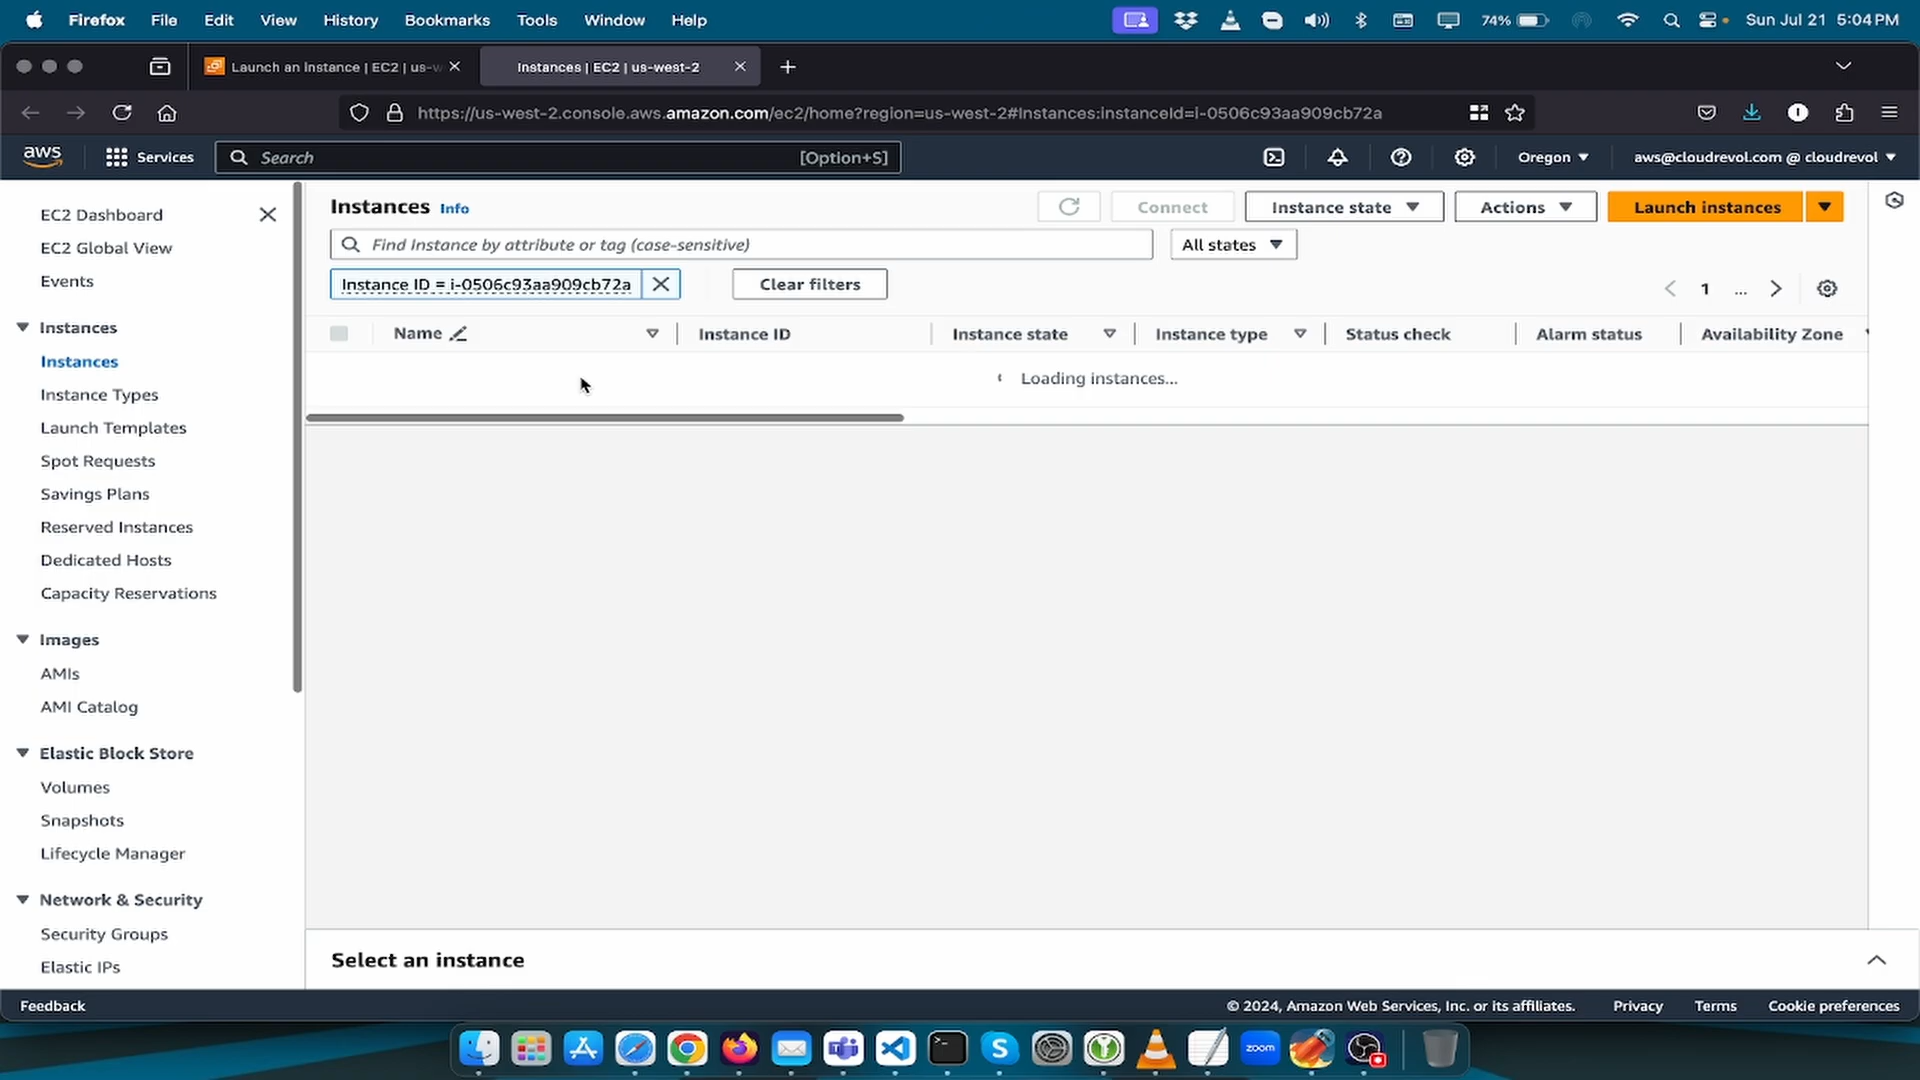 Firefox File Edit View History Bookmarks Tools Window Help 74% Sun Jul 21 5:04 PM
Launch an instance | EC2 | us-w Instances | EC2 | us-west-2
https://us-west-2.console.aws.amazon.com/ec2/home?region=us-west-2#Instances:instanceId=i-0506c93aa909cb72a
aws Services Search [Option+S] Oregon aws@cloudrevol.com @ cloudrevol
EC2 Dashboard
EC2 Global View
Events
Instances
Instances
Instance Types
Launch Templates
Spot Requests
Savings Plans
Reserved Instances
Dedicated Hosts
Capacity Reservations
Images
AMIs
AMI Catalog
Elastic Block Store
Volumes
Snapshots
Lifecycle Manager
Network & Security
Security Groups
Elastic IPs
Instances Info Connect Instance state Actions Launch instances
Find Instance by attribute or tag (case-sensitive) All states
Instance ID = i-0506c93aa909cb72a Clear filters 1 ...
Name Instance ID Instance state Instance type Status check Alarm status Availability Zone
Loading instances...
Select an instance
Feedback © 2024, Amazon Web Services, Inc. or its affiliates. Privacy Terms Cookie preferences
zoom